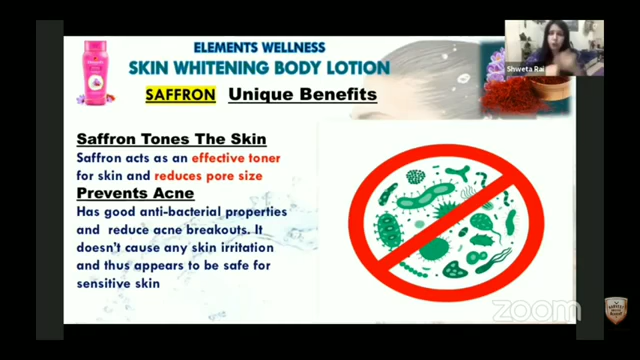 ELEMENTS WELLNESS
SKIN WHITENING BODY LOTION
SAFFRON Unique Benefits
Shweta Rai
Saffron Tones The Skin
Saffron acts as an effective toner
for skin and reduces pore size
Prevents Acne
Has good anti-bacterial properties
and reduce acne breakouts. It
doesn't cause any skin irritation
and thus appears to be safe for
sensitive skin
zoom